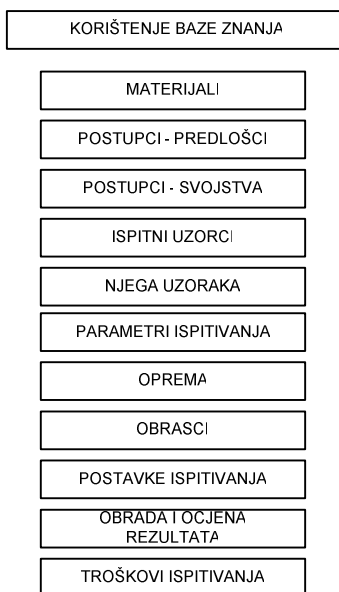 KORIŠTENJE BAZE ZNANJA
MATERIJALI
POSTUPCI - PREDLOŠCI
POSTUPCI - SVOJSTVA
ISPITNI UZORCI
NJEGA UZORAKA
PARAMETRI ISPITIVANJA
OPREMA
OBRASCI
POSTAVKE ISPITIVANJA
OBRADA I OCJENA
REZULTATA
TROŠKOVI ISPITIVANJA